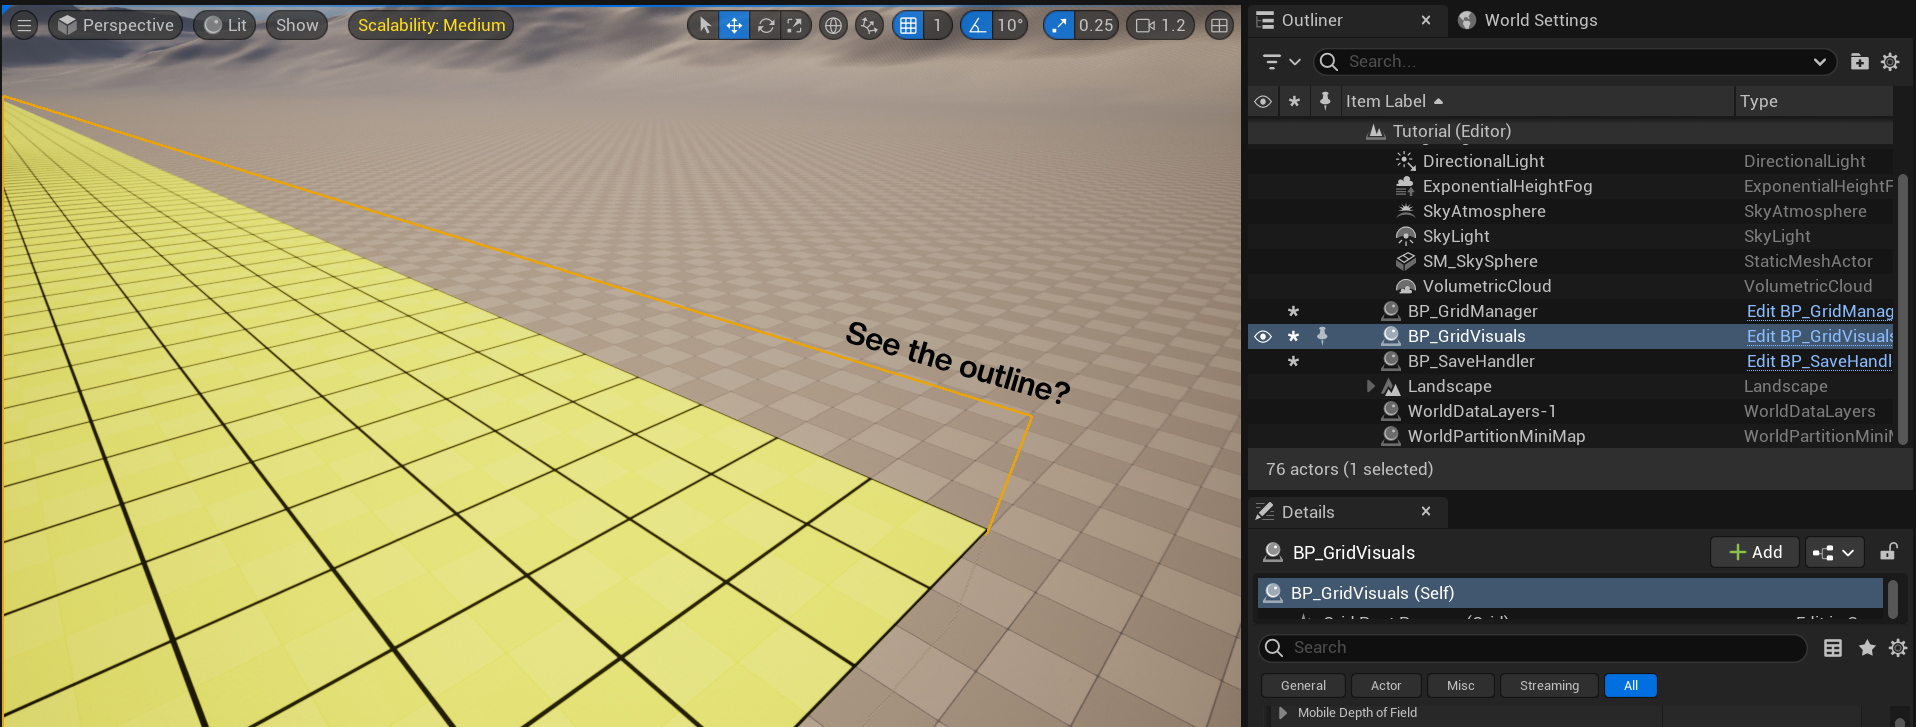 Perspective
Lit
Show
Scalability: Medium
1
10°
0.25
1.2
See the outline?
Outliner
World Settings
Search...
Item Label
Type
Tutorial (Editor)
DirectionalLight
DirectionalLight
ExponentialHeightFog
ExponentialHeightF
SkyAtmosphere
SkyAtmosphere
SkyLight
SkyLight
SM_SkySphere
StaticMeshActor
VolumetricCloud
VolumetricCloud
BP_GridManager
Edit BP_GridManag
BP_GridVisuals
Edit BP_GridVisuals
BP_SaveHandler
Edit BP_SaveHandl
Landscape
Landscape
WorldDataLayers-1
WorldDataLayers
WorldPartitionMiniMap
WorldPartitionMini
76 actors (1 selected)
Details
BP_GridVisuals
Add
BP_GridVisuals (Self)
Search
General
Actor
Misc
Streaming
All
Mobile Depth of Field